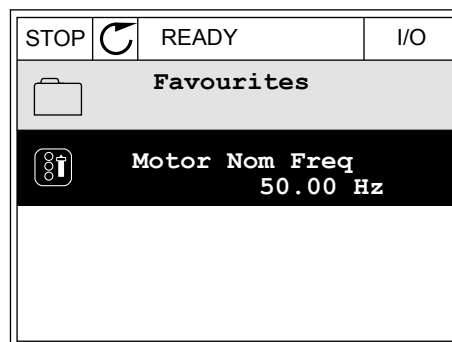 STOP READY I/O
Favourites
Motor Nom Freq
50.00 Hz